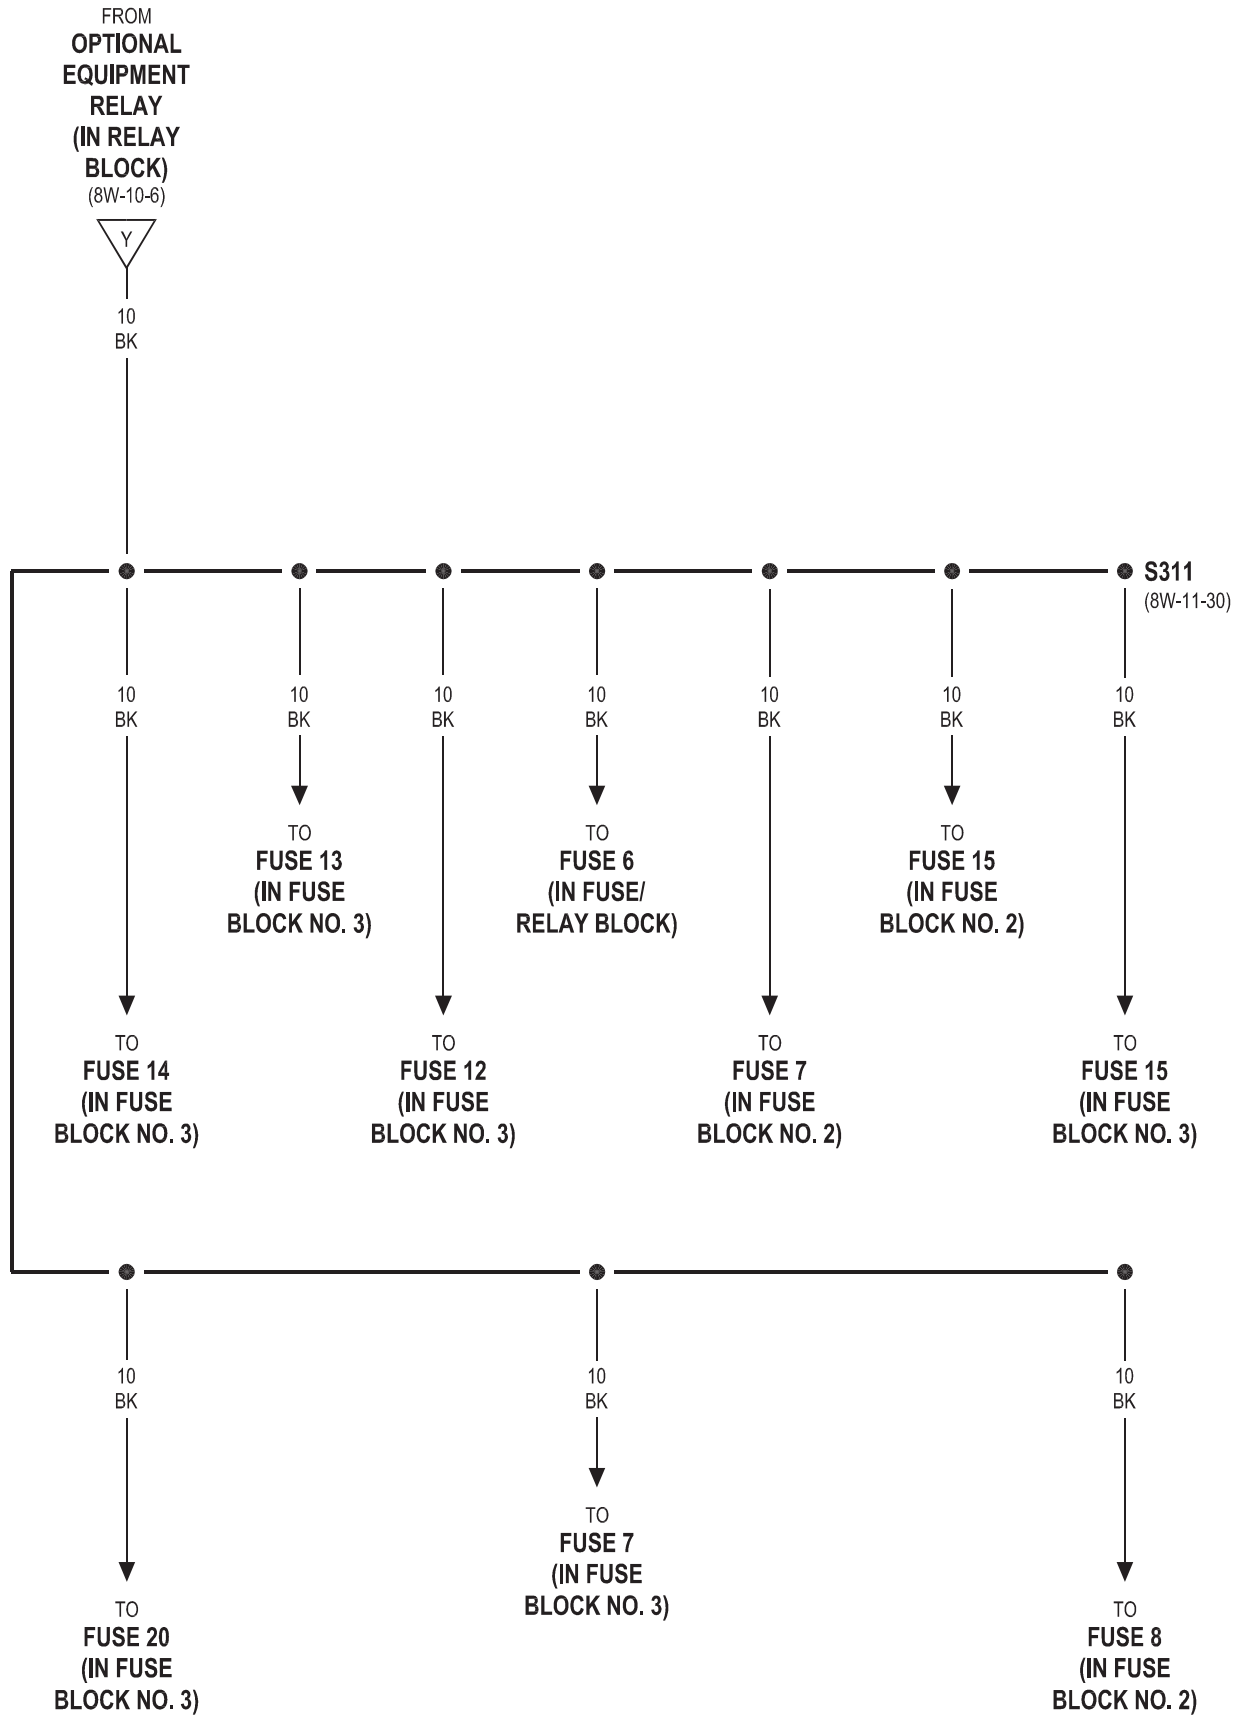 FROM
OPTIONAL
EQUIPMENT
RELAY
(IN RELAY
BLOCK)
(8W-10-6)
Y
10
BK
S311
(8W-11-30)
10
BK
10
BK
10
BK
10
BK
10
BK
10
BK
10
BK
TO
FUSE 13
(IN FUSE
BLOCK NO. 3)
TO
FUSE 6
(IN FUSE/
RELAY BLOCK)
TO
FUSE 15
(IN FUSE
BLOCK NO. 2)
TO
FUSE 14
(IN FUSE
BLOCK NO. 3)
TO
FUSE 12
(IN FUSE
BLOCK NO. 3)
TO
FUSE 7
(IN FUSE
BLOCK NO. 2)
TO
FUSE 15
(IN FUSE
BLOCK NO. 3)
10
BK
10
BK
10
BK
TO
FUSE 7
(IN FUSE
BLOCK NO. 3)
TO
FUSE 20
(IN FUSE
BLOCK NO. 3)
TO
FUSE 8
(IN FUSE
BLOCK NO. 2)